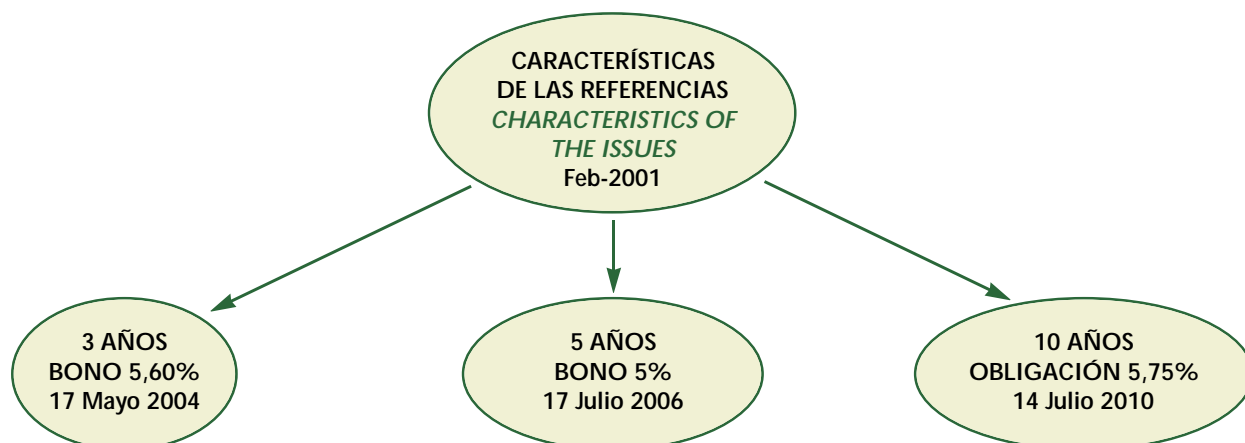 CARACTERÍSTICAS
DE LAS REFERENCIAS
CHARACTERISTICS OF
THE ISSUES
Feb-2001
3 AÑOS
BONO 5,60%
17 Mayo 2004
5 AÑOS
BONO 5%
17 Julio 2006
10 AÑOS
OBLIGACIÓN 5,75%
14 Julio 2010